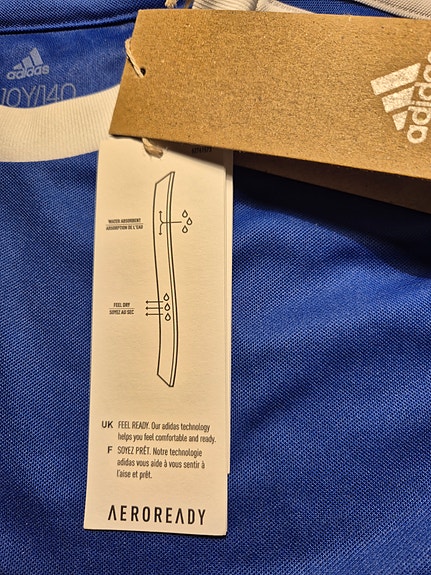 adidas
10Y/140
adidas
WATER ABSORBENT
ABSORPTION DE L'EAU
FEEL DRY
SOYEZ AU SEC
UK FEEL READY. Our adidas technology
helps you feel comfortable and ready.
F SOYEZ PRÊT. Notre technologie
adidas vous aide à vous sentir à
l'aise et prêt.
AEROREADY